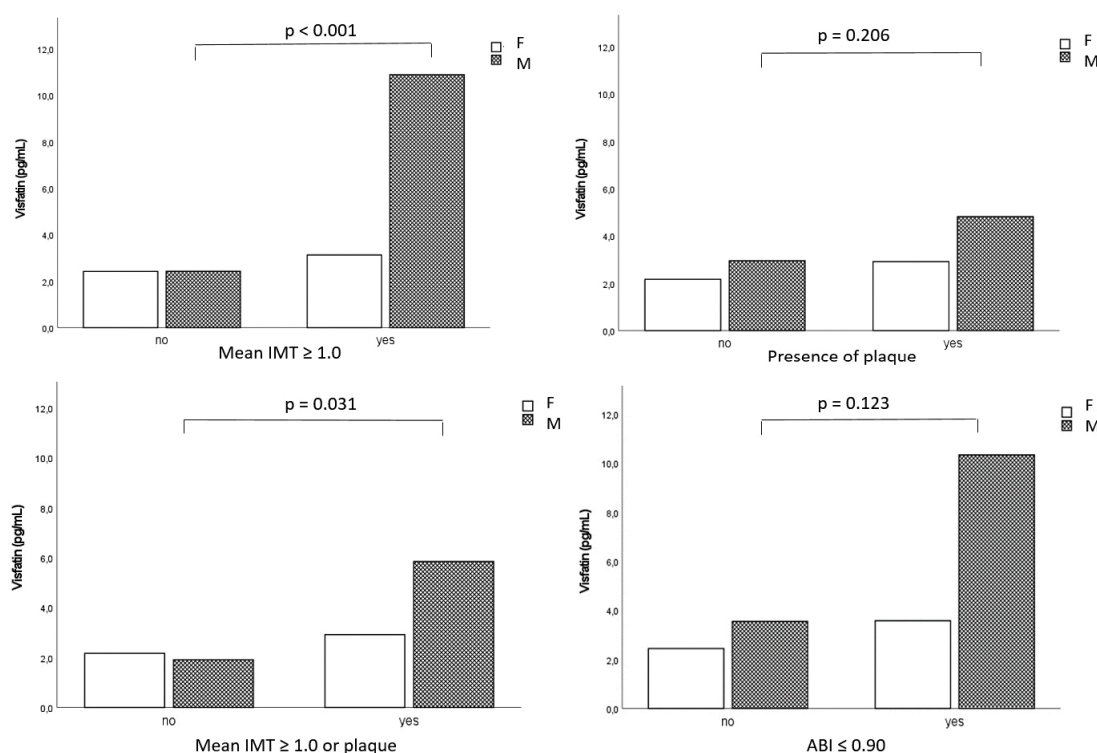 p < 0.001
F
M
12,0
10,0
8,0
6,0
4,0
2,0
0,0
Visfatin (pg/mL)
no
yes
Mean IMT ≥ 1.0
p = 0.206
F
M
12,0
10,0
8,0
6,0
4,0
2,0
0,0
Visfatin (pg/mL)
no
yes
Presence of plaque
p = 0.031
F
M
12,0
10,0
8,0
6,0
4,0
2,0
0,0
Visfatin (pg/mL)
no
yes
Mean IMT ≥ 1.0 or plaque
p = 0.123
F
M
12,0
10,0
8,0
6,0
4,0
2,0
0,0
Visfatin (pg/mL)
no
yes
ABI ≤ 0.90